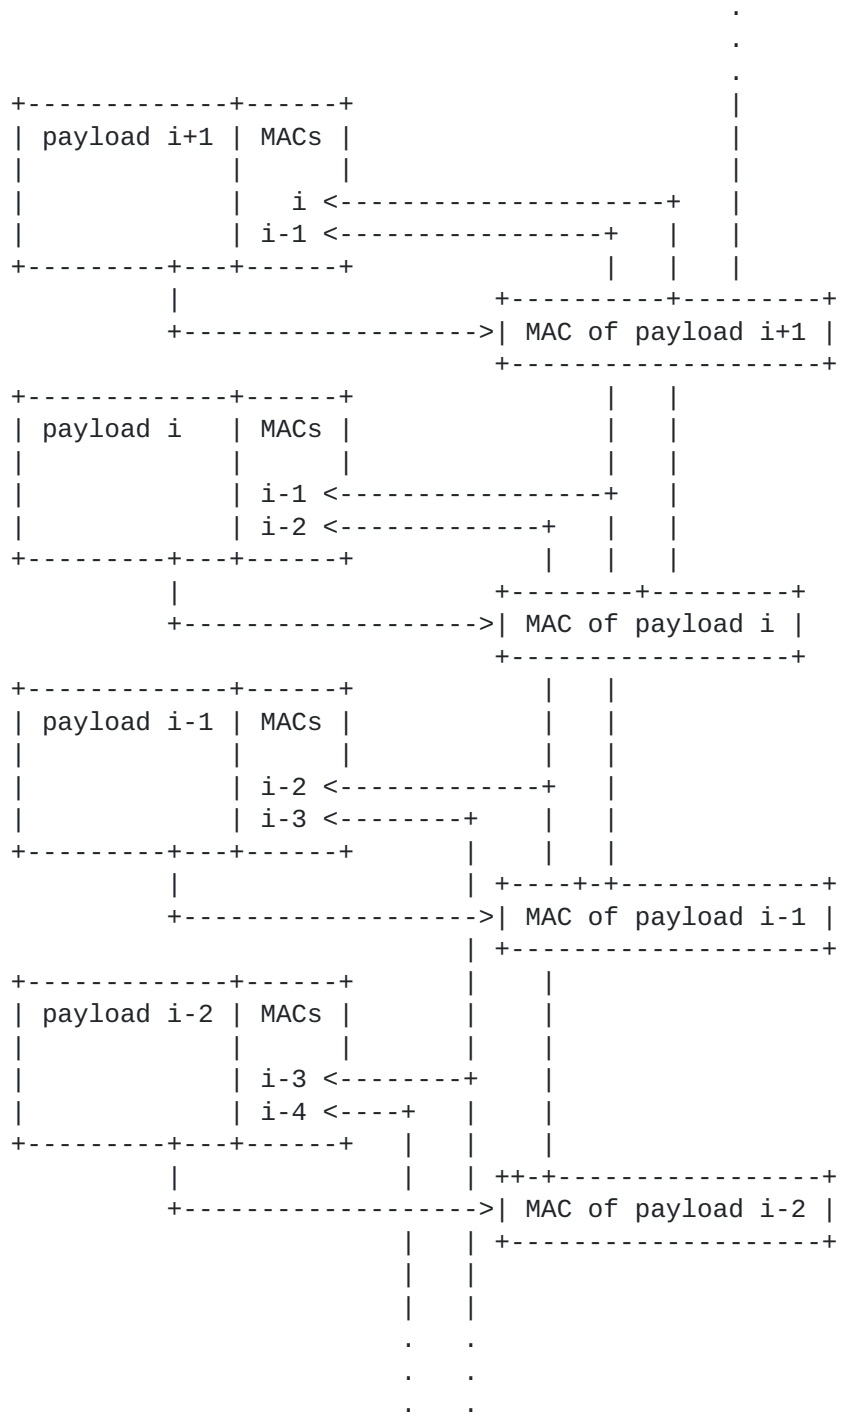 payload i+1 MACs
i
i-1
MAC of payload i+1
payload i MACs
i-1
i-2
MAC of payload i
payload i-1 MACs
i-2
i-3
MAC of payload i-1
payload i-2 MACs
i-3
i-4
MAC of payload i-2